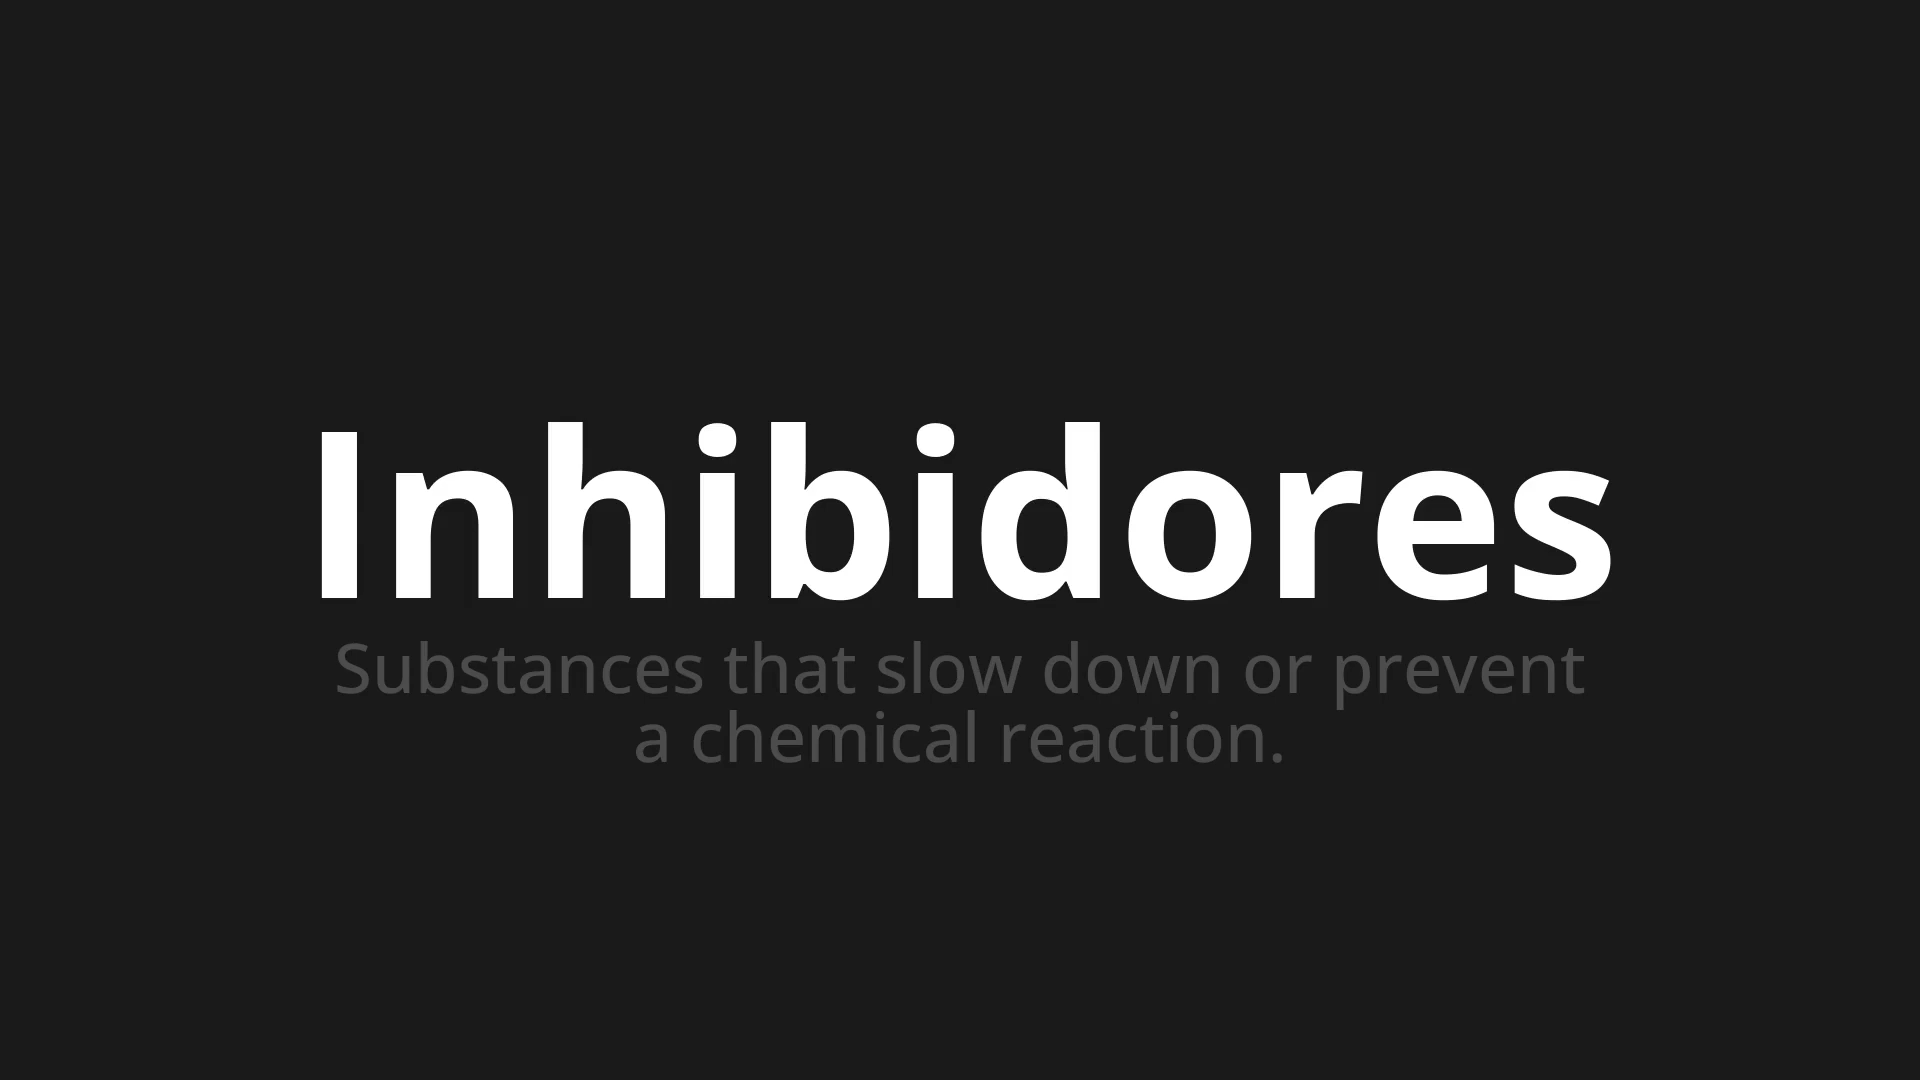 Inhibidores
Substances that slow down or prevent
a chemical reaction.